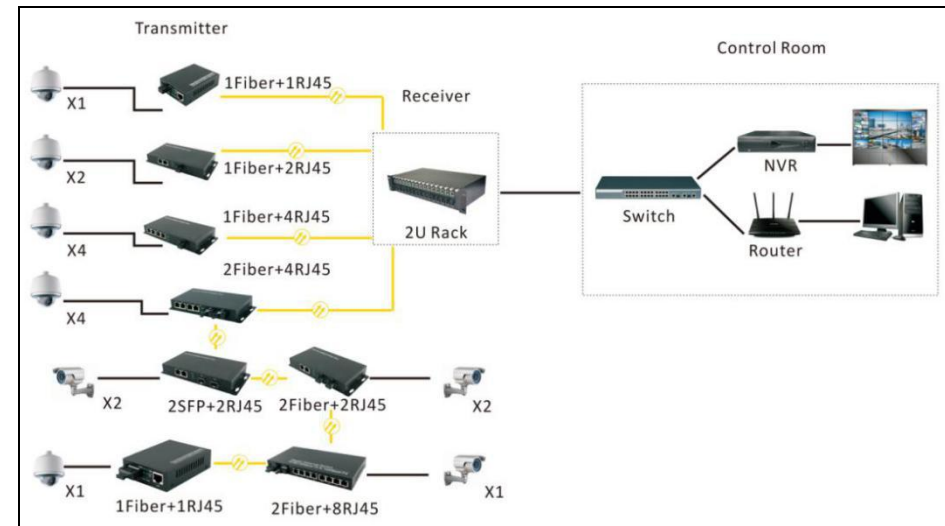 Transmitter
Control Room
1Fiber+1RJ45
Receiver
X1
1Fiber+2RJ45
NVR
X2
1Fiber+4RJ45
Switch
2U Rack
Router
X4
2Fiber+4RJ45
X4
X2
2SFP+2RJ45
2Fiber+2RJ45
X2
X1
1Fiber+1RJ45
2Fiber+8RJ45
X1